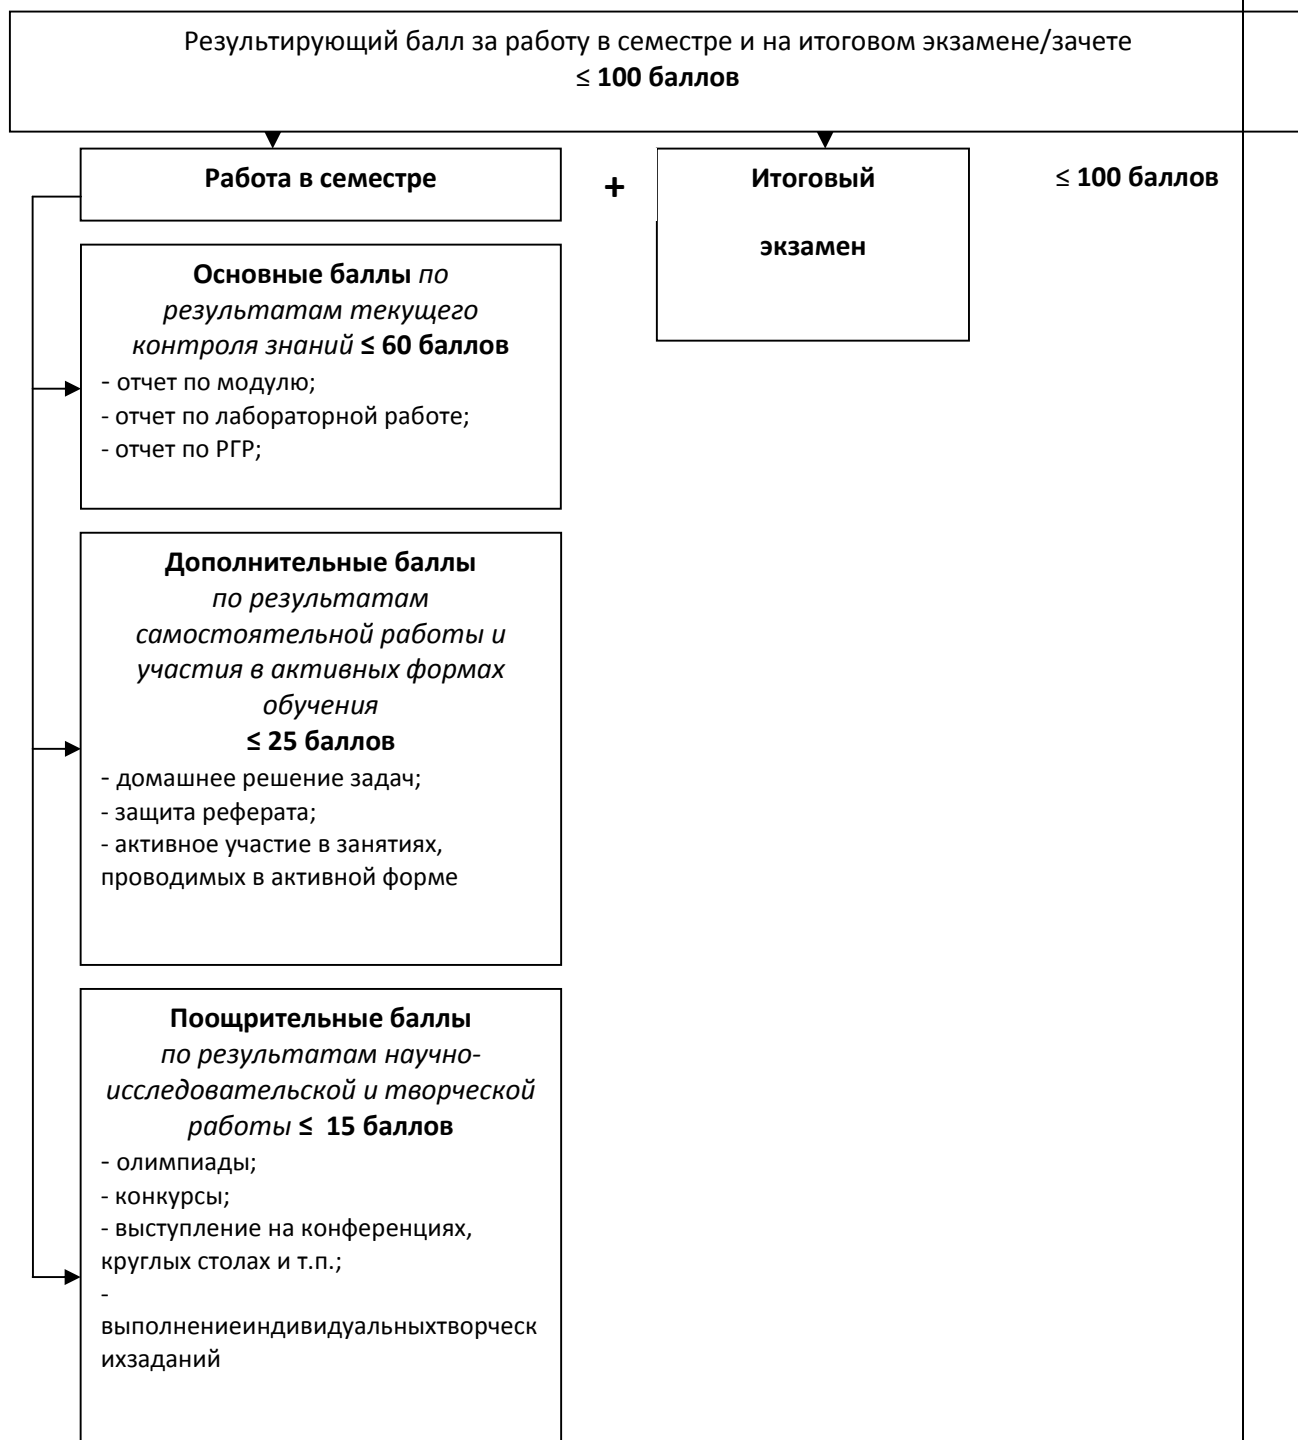 Результирующий балл за работу в семестре и на итоговом экзамене/зачете
≤ 100 баллов
Работа в семестре
+
Итоговый
экзамен
≤ 100 баллов
Основные баллы по
результатам текущего
контроля знаний ≤ 60 баллов
- отчет по модулю;
- отчет по лабораторной работе;
- отчет по РГР;
Дополнительные баллы
по результатам
самостоятельной работы и
участия в активных формах
обучения
≤ 25 баллов
- домашнее решение задач;
- защита реферата;
- активное участие в занятиях,
проводимых в активной форме
Поощрительные баллы
по результатам научно-
исследовательской и творческой
работы ≤ 15 баллов
- олимпиады;
- конкурсы;
- выступление на конференциях,
круглых столах и т.п.;
-
выполнениеиндивидуальныхтворческ
ихзаданий